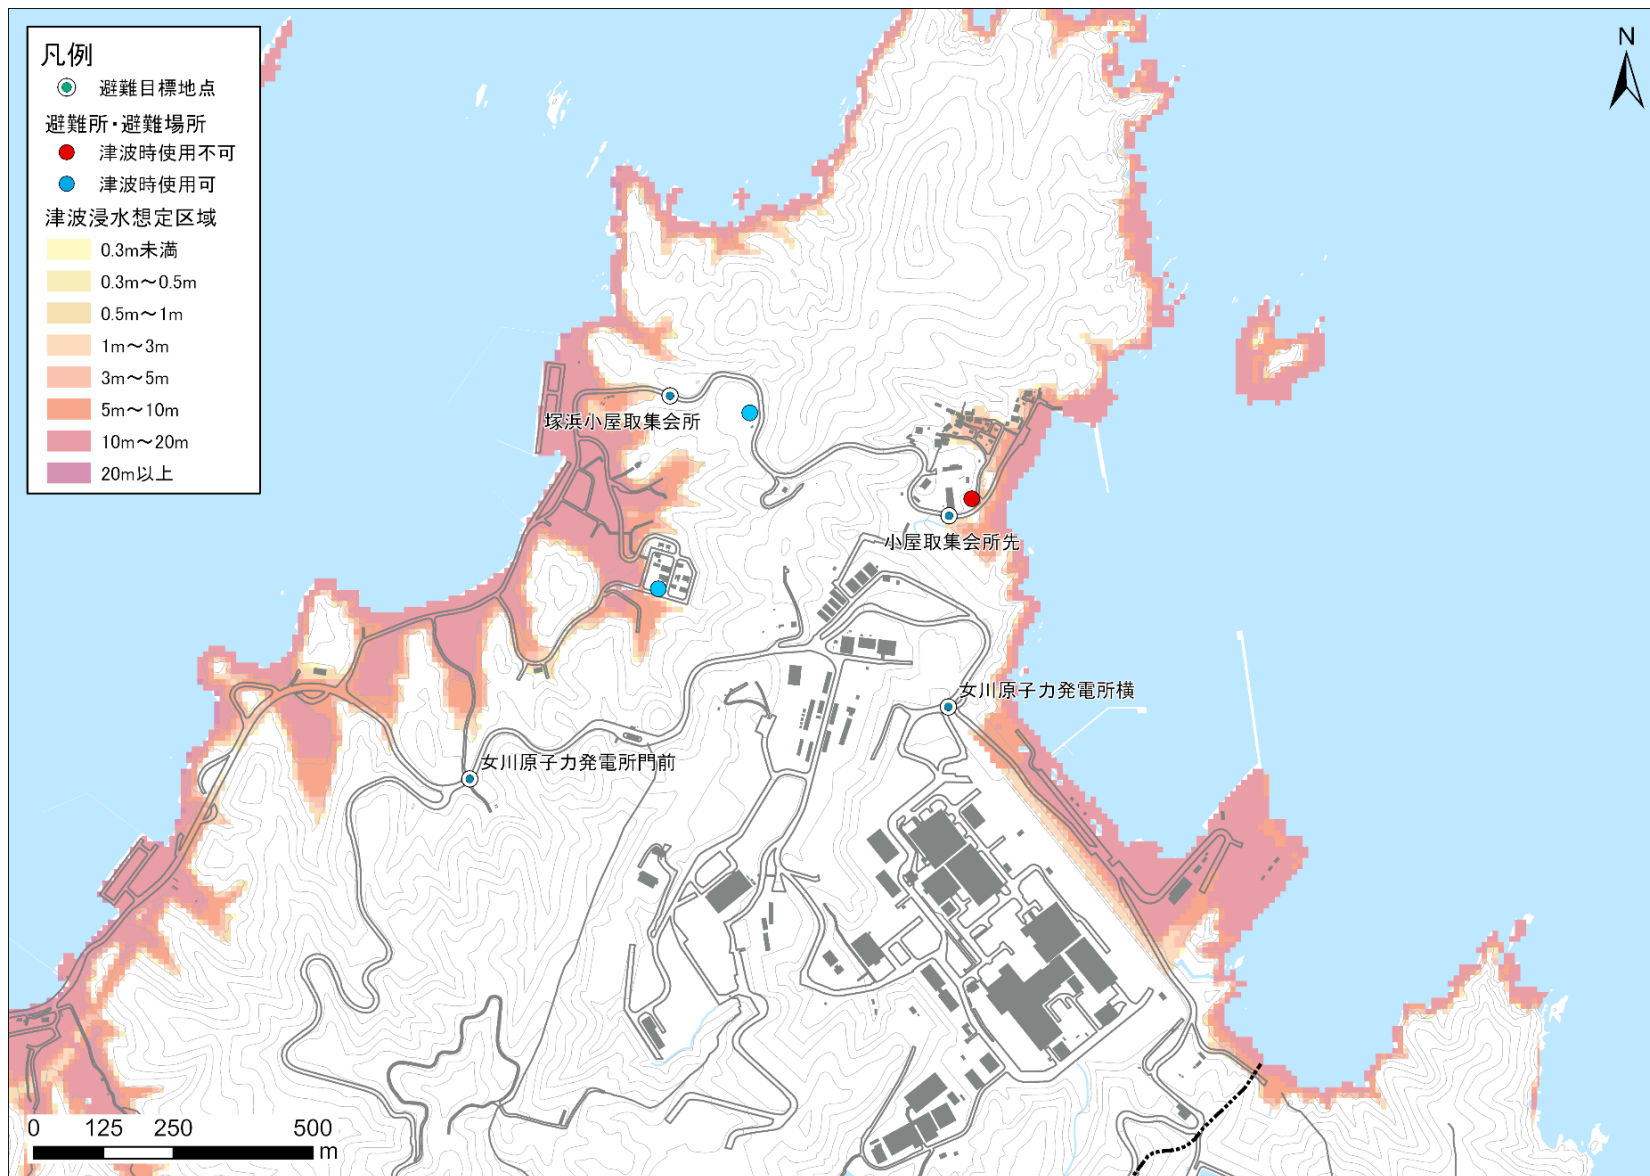 凡例
避難目標地点
避難所・避難場所
津波時使用不可
津波時使用可
津波浸水想定区域
0.3m未満
0.3m～0.5m
0.5m～1m
1m～3m
3m～5m
5m～10m
10m～20m
20m以上
N
塚浜小屋取集会所
小屋取集会所先
女川原子力発電所横
女川原子力発電所門前
0 125 250 500
m